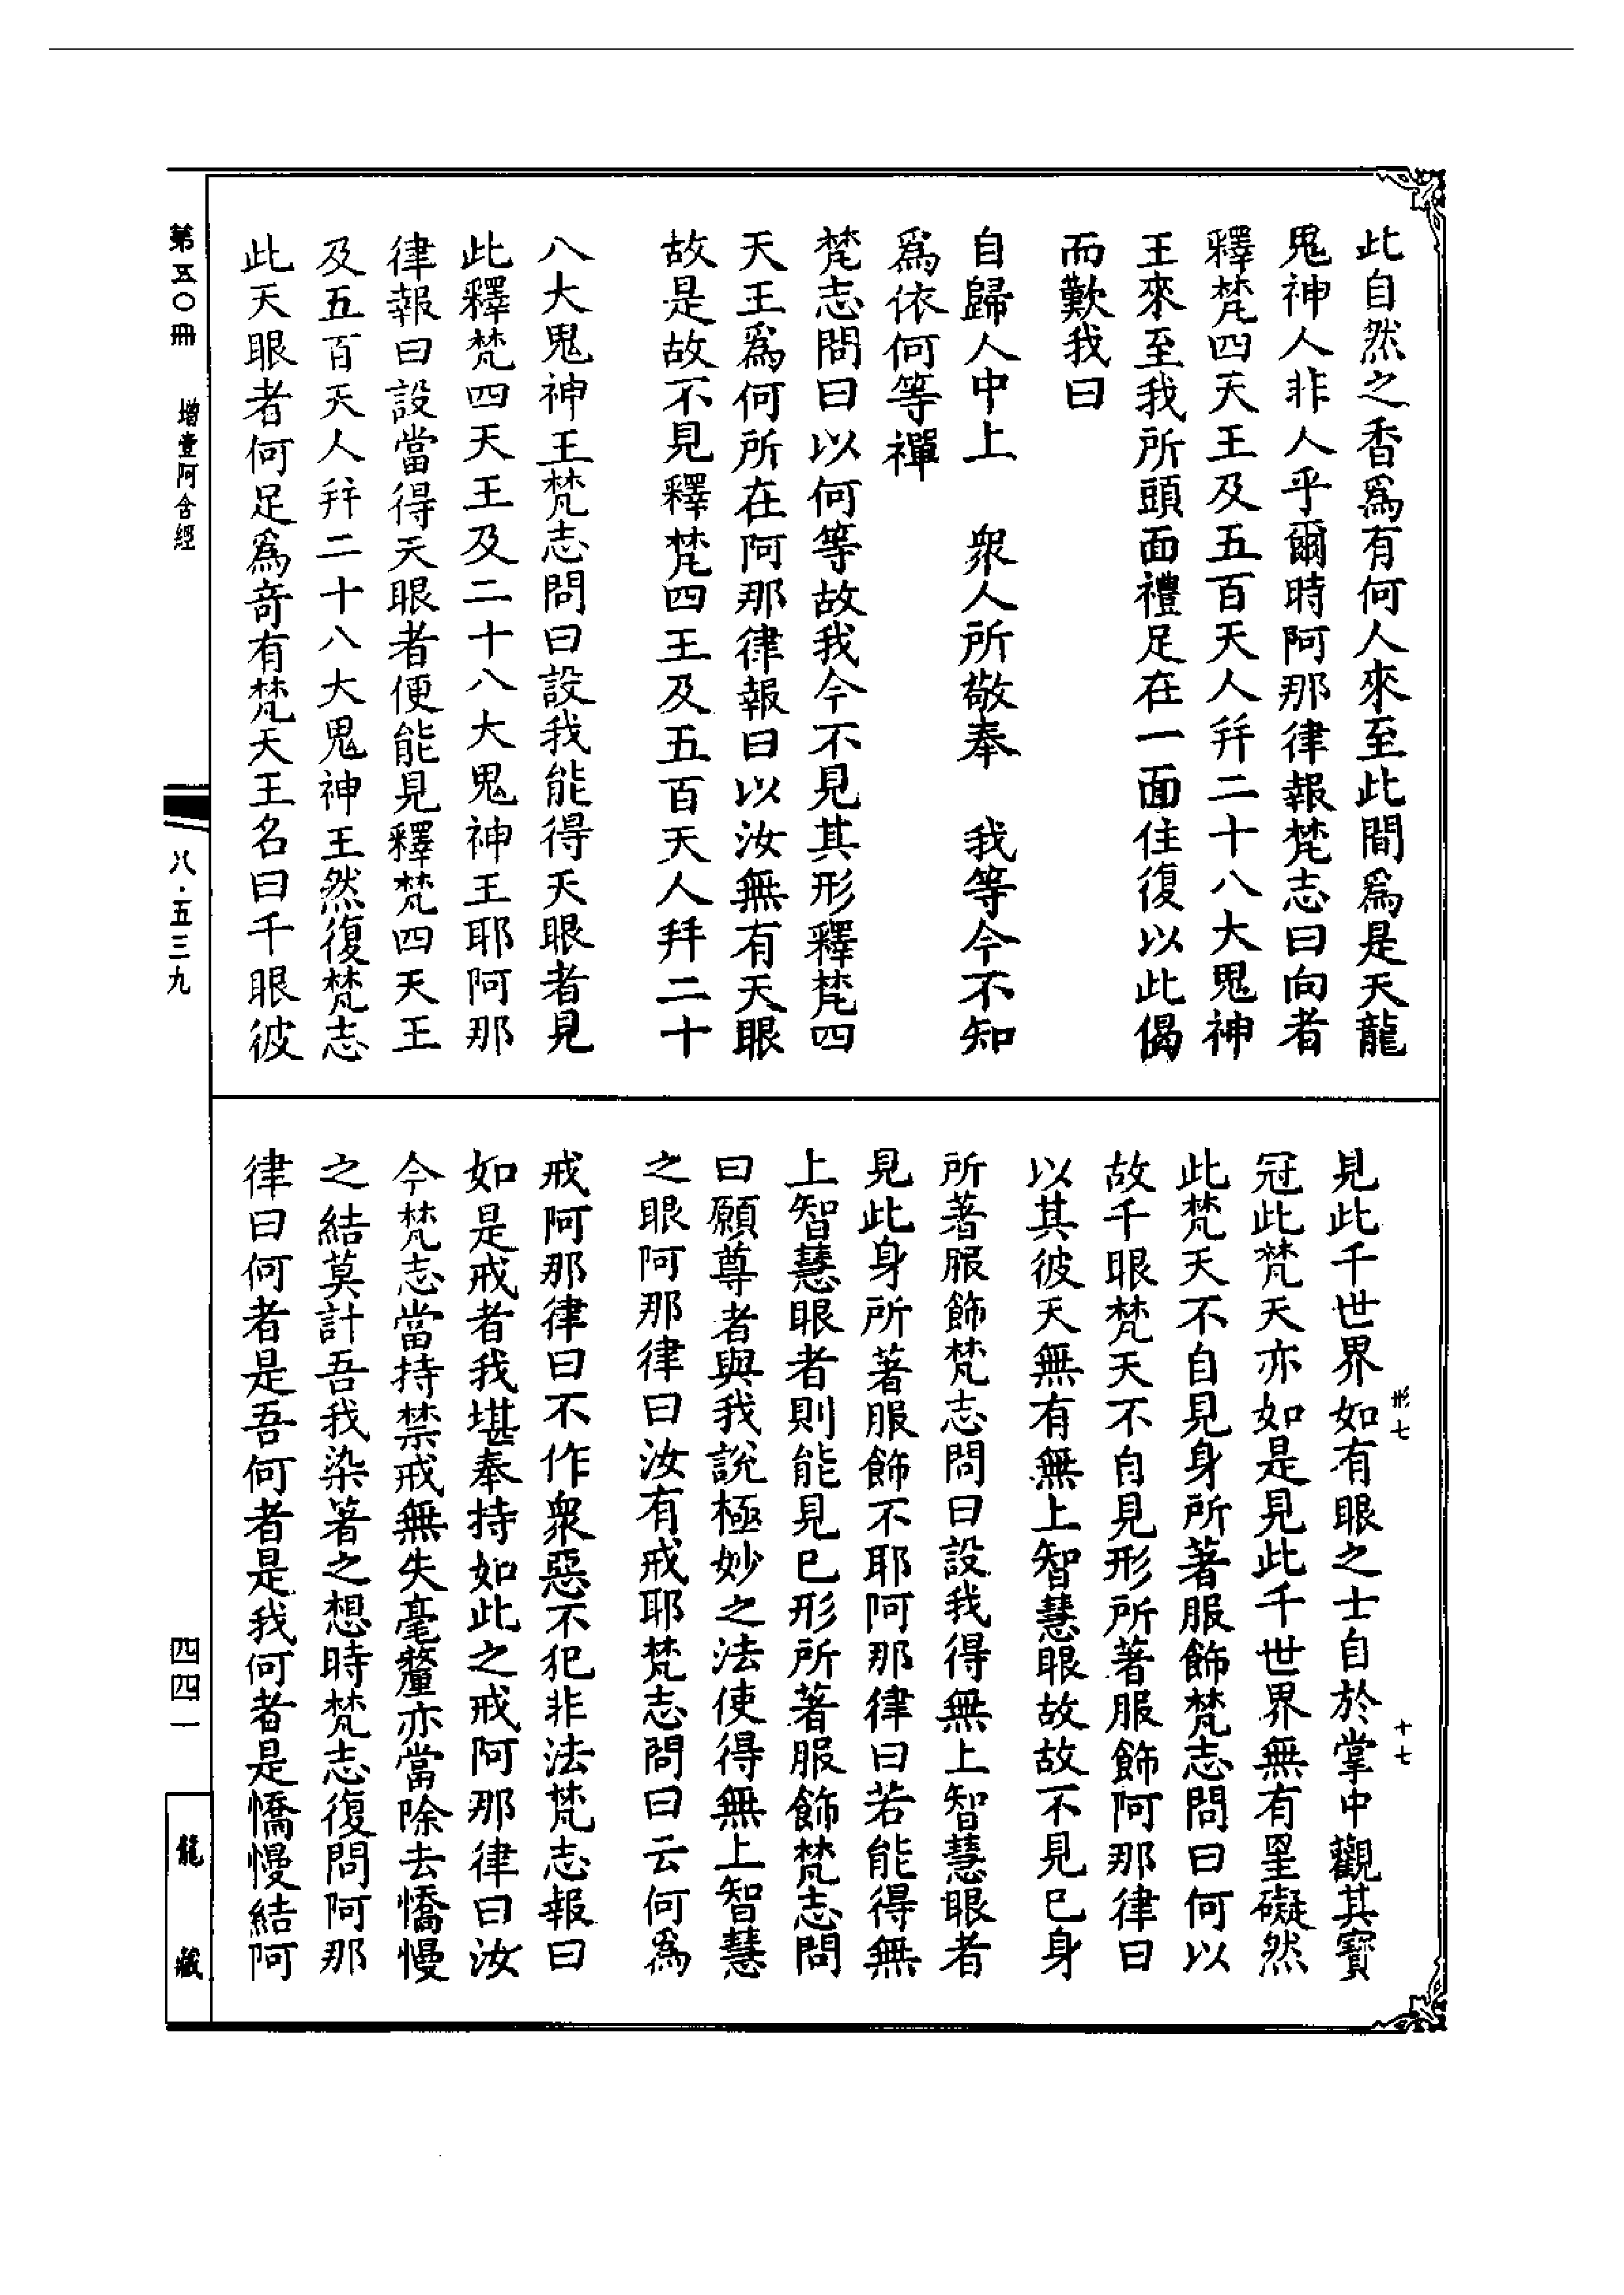 此自然之香爲有何人來至此間爲是天龍
鬼神人非人乎爾時阿那律報梵志曰向者
釋梵四天王及五百天人并二十八大鬼神
王來至我所頭面禮足在一面住復以此偈
而歎我曰
自歸人中上　衆人所敬奉　我等今不知
爲依何等禪
梵志問曰以何等故我今不見其形釋梵四
天王爲何所在阿那律報曰以汝無有天眼
故是故不見釋梵四王及五百天人并二十
八大鬼神王梵志問曰設我能得天眼者見
此釋梵四天王及二十八大鬼神王耶阿那
律報曰設當得天眼者便能見釋梵四天王
及五百天人并二十八大鬼神王然復梵志
此天眼者何足爲奇有梵天王名曰千眼彼
見此千世界如有眼之士自於掌中觀其寶
冠此梵天亦如是見此千世界無有罣礙然
此梵天不自見身所著服飾梵志問曰何以
故千眼梵天不自見形所著服飾阿那律曰
以其彼天無有無上智慧眼故故不見已身
所著服飾梵志問曰設我得無上智慧眼者
見此身所著服飾不耶阿那律曰若能得無
上智慧眼者則能見已形所著服飾梵志問
曰願尊者與我說極妙之法使得無上智慧
之眼阿那律曰汝有戒耶梵志問曰云何爲
戒阿那律曰不作衆惡不犯非法梵志報曰
如是戒者我堪奉持如此之戒阿那律曰汝
今梵志當持禁戒無失毫釐亦當除去憍慢
之結莫計吾我染著之想時梵志復問阿那
律曰何者是吾何者是我何者是憍慢結阿
形七
十七
第五〇冊
增壹阿含經
八·五三九
四四一
龍藏